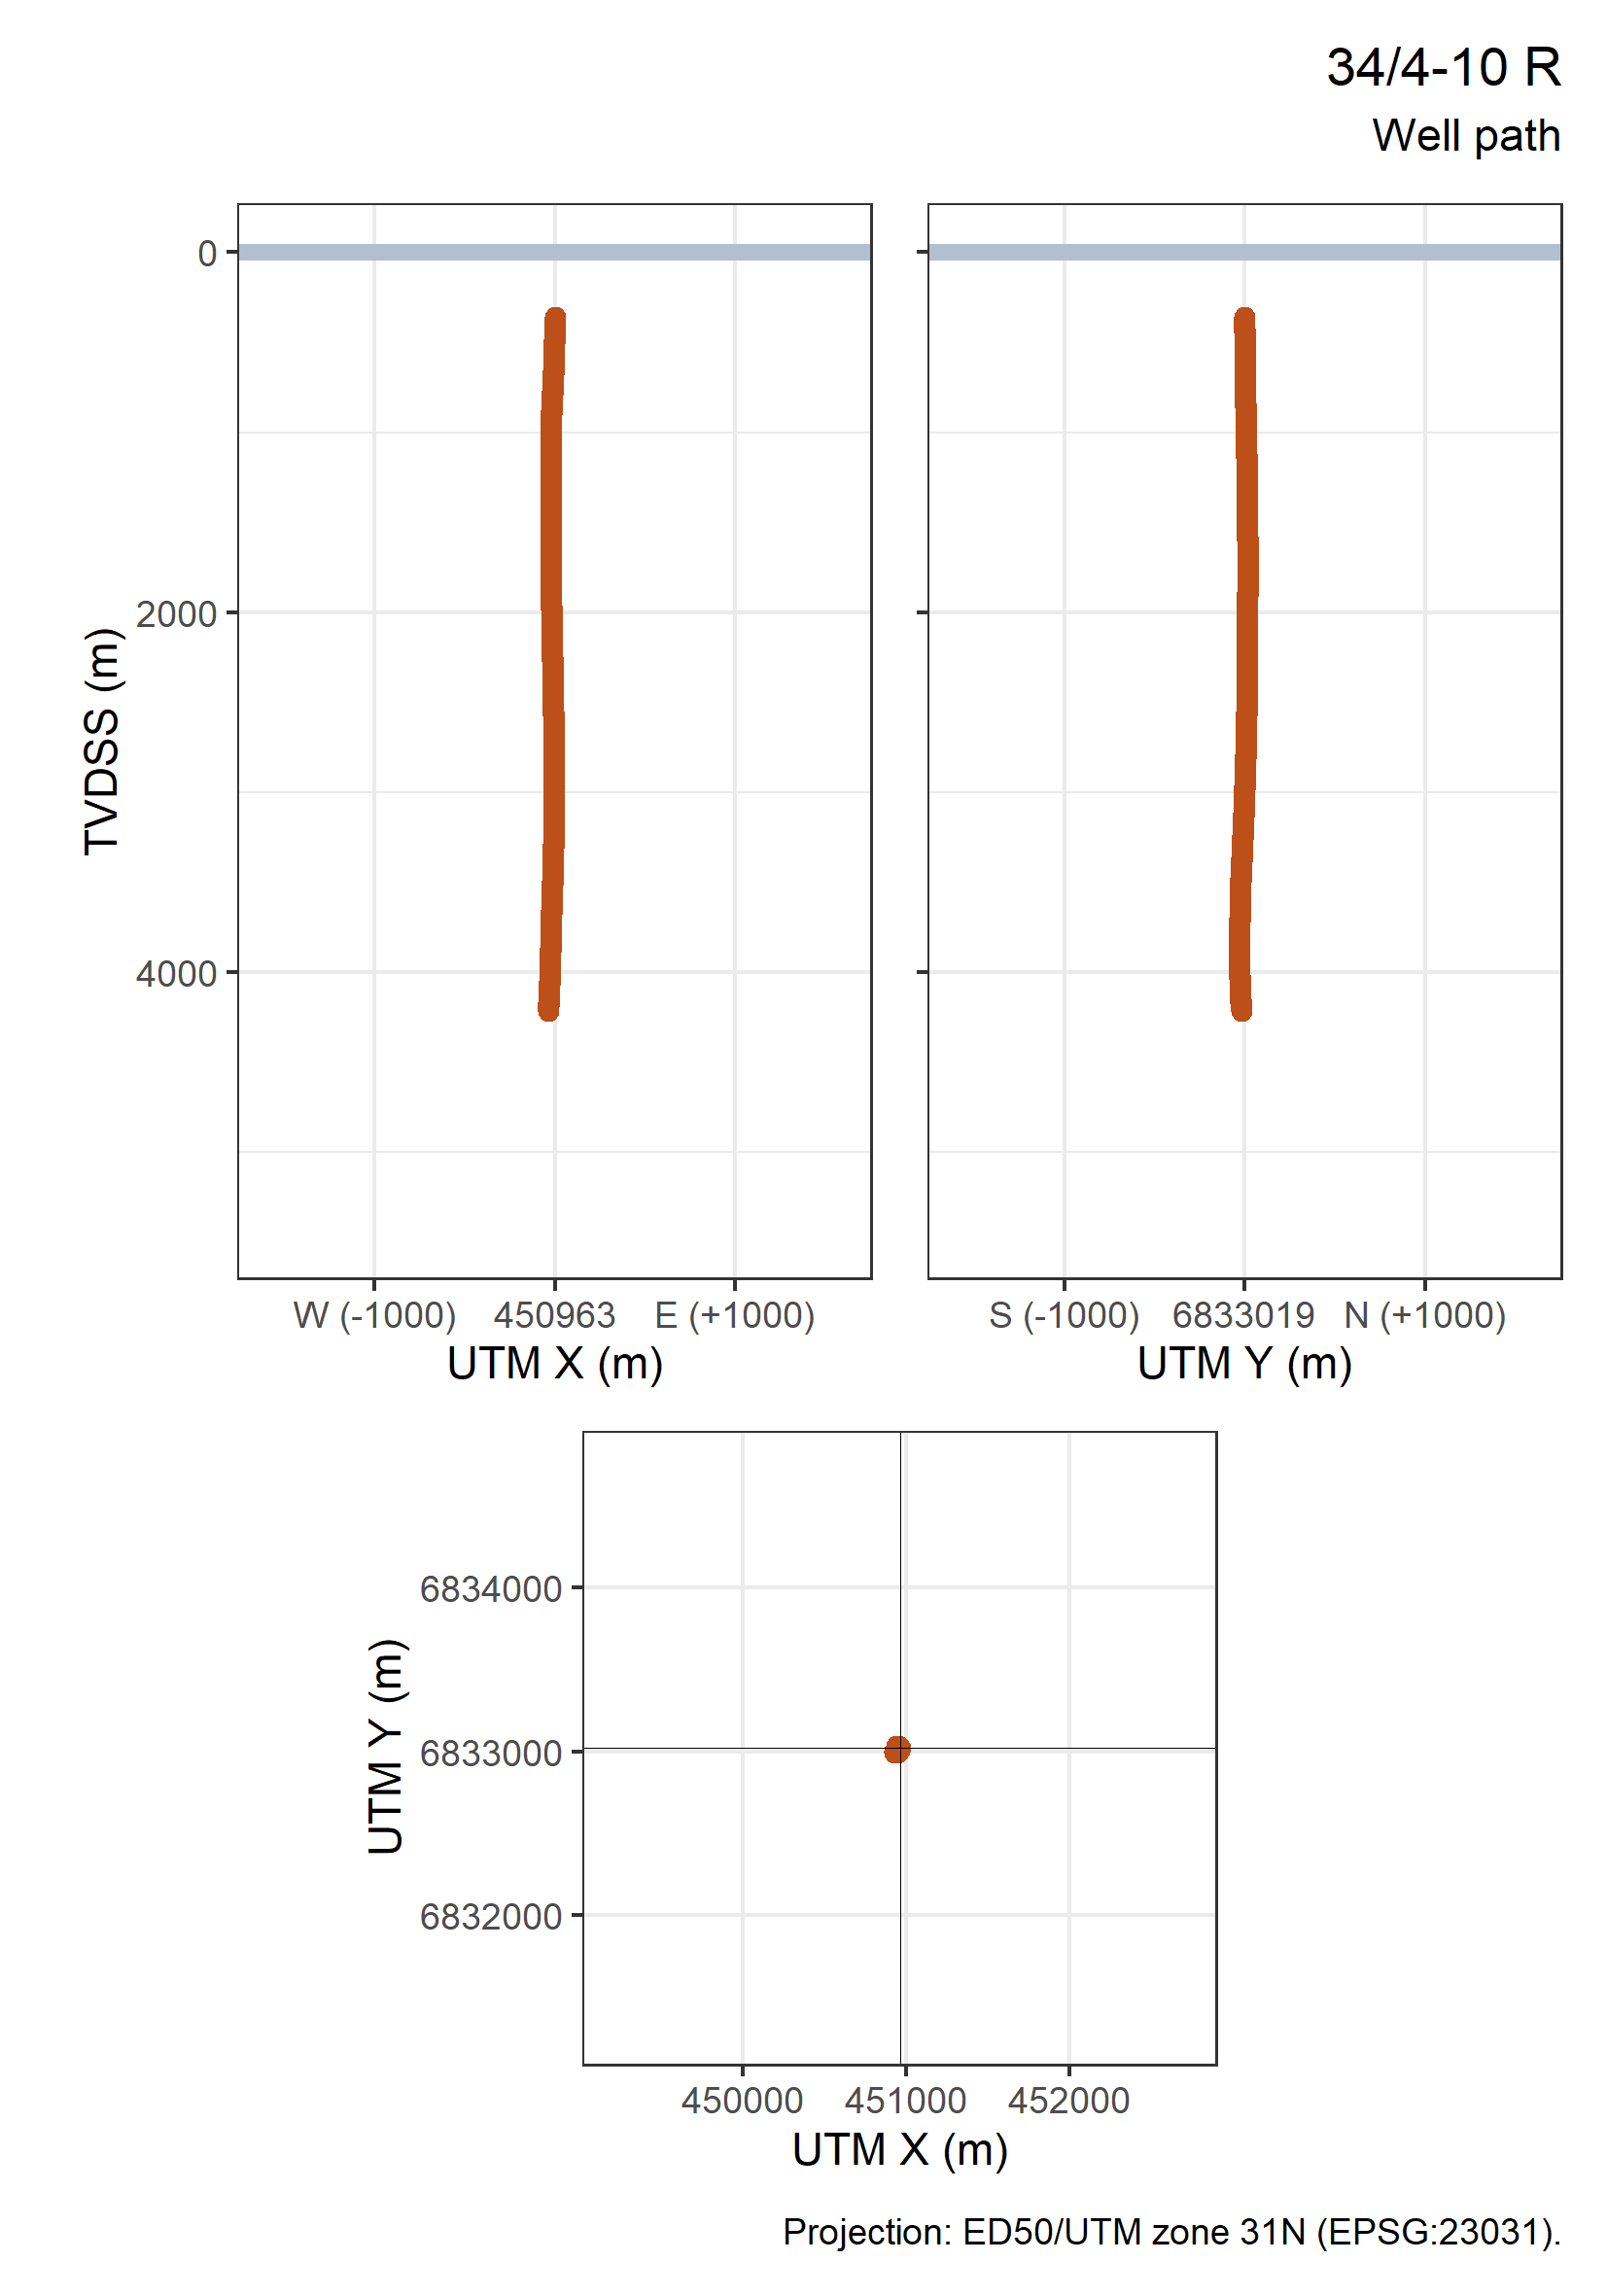 34/4-10 R
Well path
TVDSS (m)
0
2000
4000
W (-1000) 450963 E (+1000)
UTM X (m)
S (-1000) 6833019 N (+1000)
UTM Y (m)
UTM Y (m)
6834000
6833000
6832000
450000 451000 452000
UTM X (m)
Projection: ED50/UTM zone 31N (EPSG:23031).